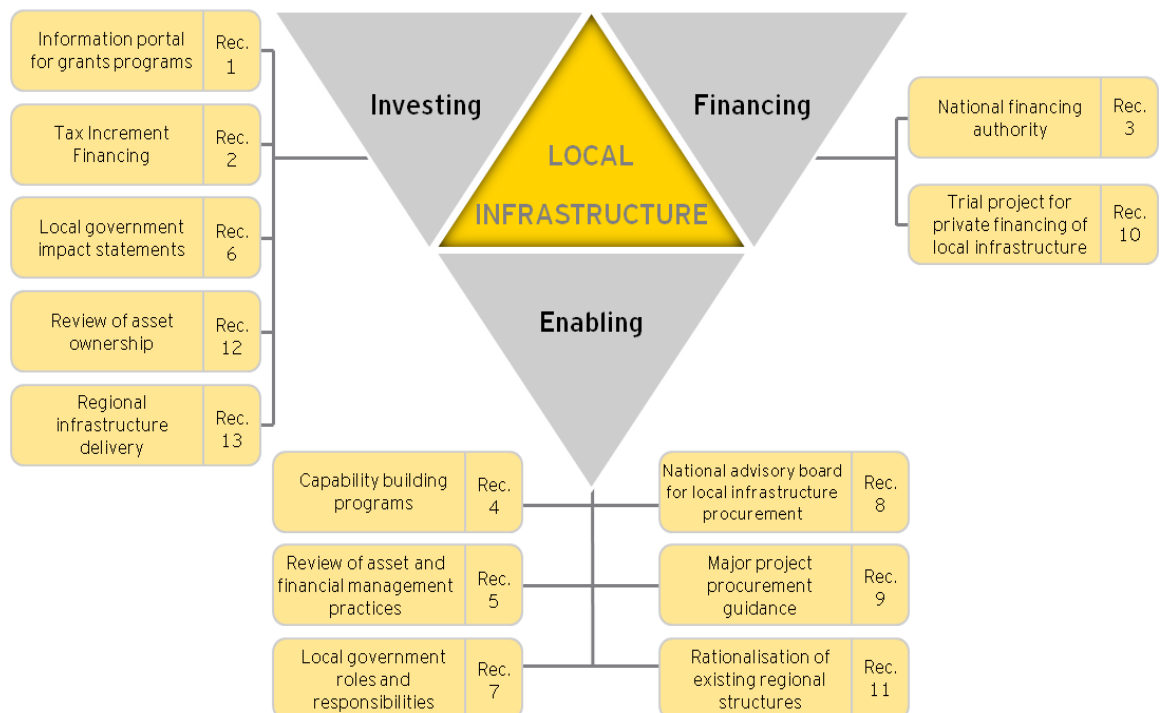 Information portal
for grants programs
Rec.
1
Tax Increment
Financing
Rec.
2
Local government
impact statements
Rec.
6
Review of asset
ownership
Rec.
12
Regional
infrastructure
delivery
Rec.
13
Investing
LOCAL
INFRASTRUCTURE
Financing
Enabling
National financing
authority
Rec.
3
Trial project for
private financing of
local infrastructure
Rec.
10
Capability building
programs
Rec.
4
Review of asset and
financial management
practices
Rec.
5
Local government
roles and
responsibilities
Rec.
7
National advisory board
for local infrastructure
procurement
Rec.
8
Major project
procurement
guidance
Rec.
9
Rationalisation of
existing regional
structures
Rec.
11